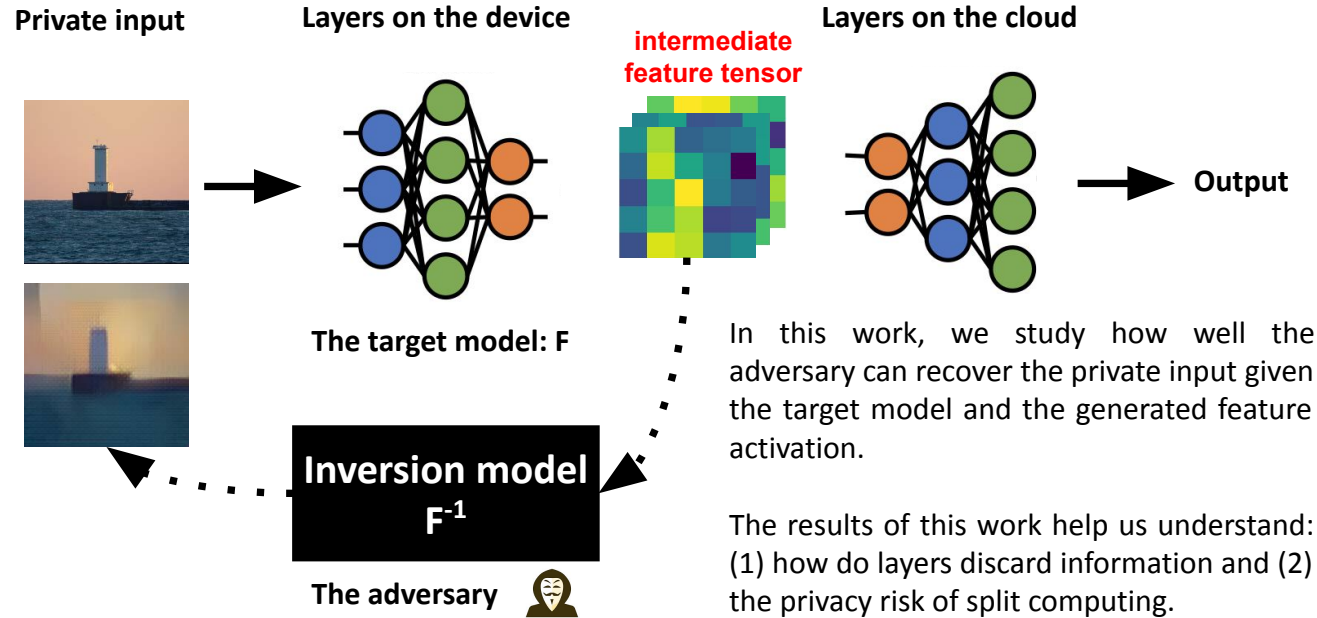 Private input
Layers on the device
Layers on the cloud
intermediate
feature tensor
Output
The target model: F
In this work, we study how well the
adversary can recover the private input given
the target model and the generated feature
activation.
Inversion model
F⁻¹
The results of this work help us understand:
(1) how do layers discard information and (2)
the privacy risk of split computing.
The adversary